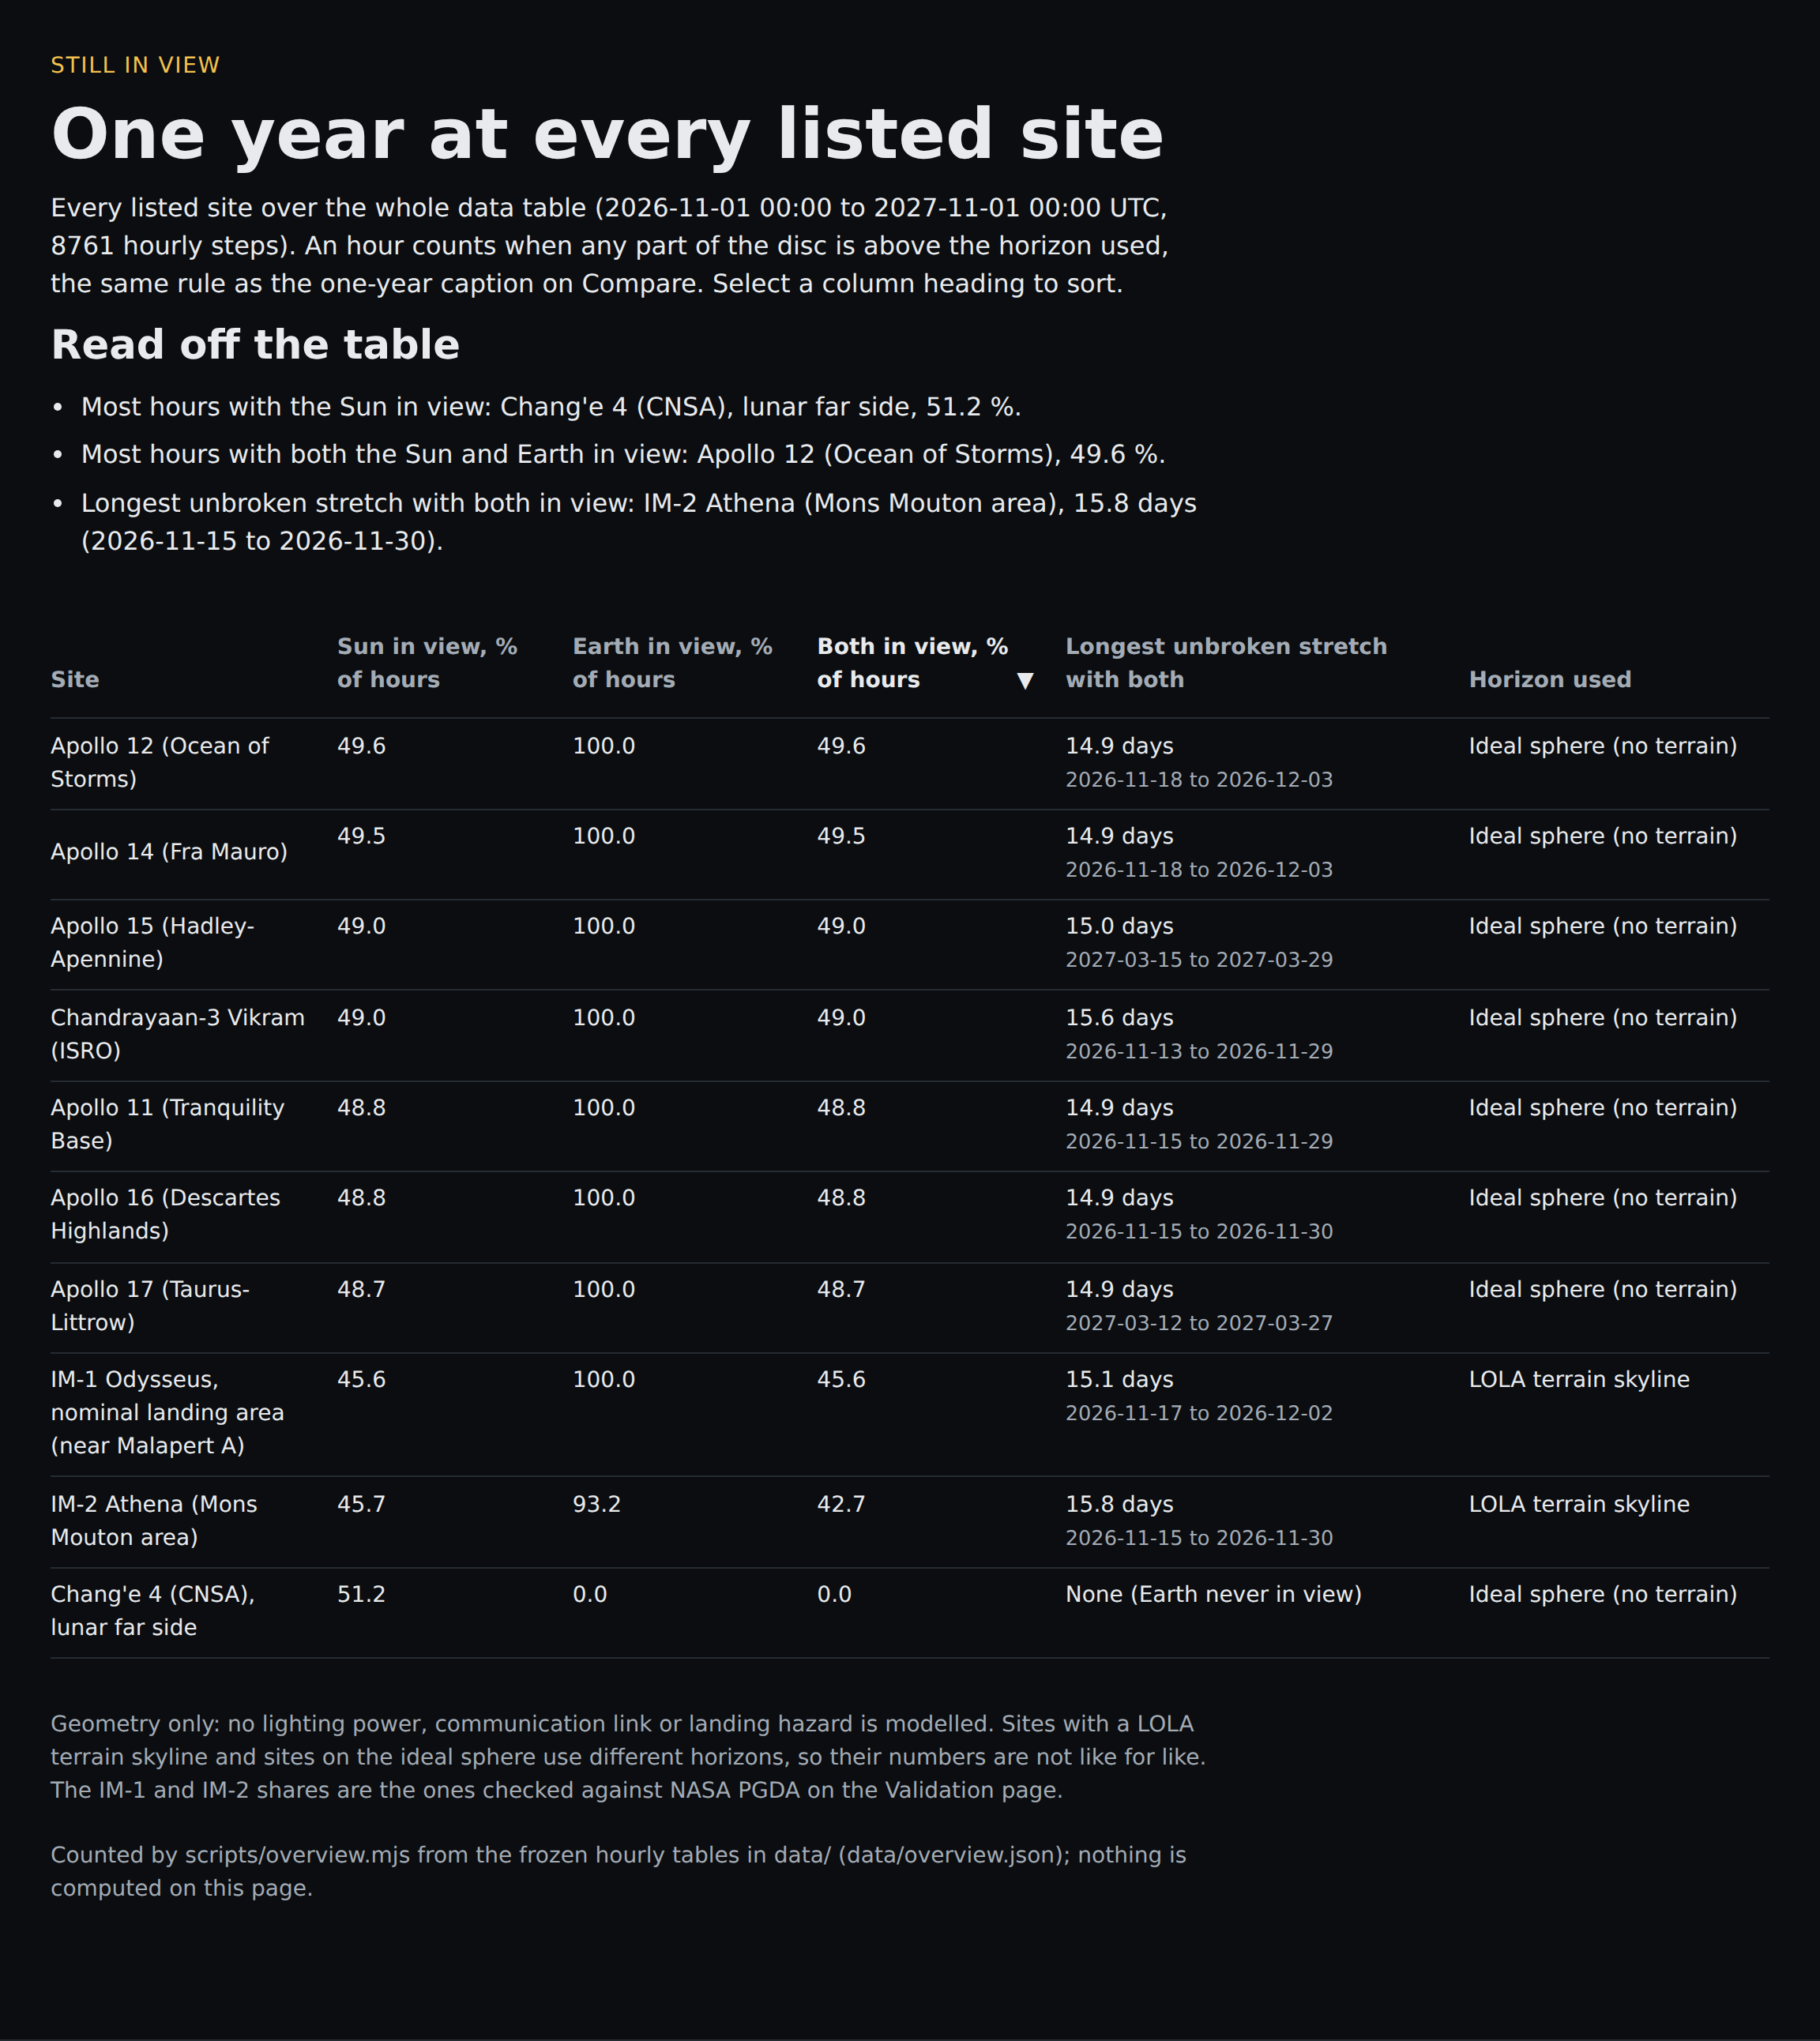 STILL IN VIEW
One year at every listed site
Every listed site over the whole data table (2026-11-01 00:00 to 2027-11-01 00:00 UTC,
8761 hourly steps). An hour counts when any part of the disc is above the horizon used,
the same rule as the one-year caption on Compare. Select a column heading to sort.
Read off the table
• Most hours with the Sun in view: Chang'e 4 (CNSA), lunar far side, 51.2 %.
• Most hours with both the Sun and Earth in view: Apollo 12 (Ocean of Storms), 49.6 %.
• Longest unbroken stretch with both in view: IM-2 Athena (Mons Mouton area), 15.8 days
(2026-11-15 to 2026-11-30).
Sun in view, % Earth in view, % Both in view, % Longest unbroken stretch
Site of hours of hours of hours ▼ with both Horizon used
Apollo 12 (Ocean of 49.6 100.0 49.6 14.9 days Ideal sphere (no terrain)
Storms) 2026-11-18 to 2026-12-03
49.5 100.0 49.5 14.9 days Ideal sphere (no terrain)
Apollo 14 (Fra Mauro)
2026-11-18 to 2026-12-03
Apollo 15 (Hadley- 49.0 100.0 49.0 15.0 days Ideal sphere (no terrain)
Apennine) 2027-03-15 to 2027-03-29
Chandrayaan-3 Vikram 49.0 100.0 49.0 15.6 days Ideal sphere (no terrain)
(ISRO) 2026-11-13 to 2026-11-29
Apollo 11 (Tranquility 48.8 100.0 48.8 14.9 days Ideal sphere (no terrain)
Base) 2026-11-15 to 2026-11-29
Apollo 16 (Descartes 48.8 100.0 48.8 14.9 days Ideal sphere (no terrain)
Highlands) 2026-11-15 to 2026-11-30
Apollo 17 (Taurus- 48.7 100.0 48.7 14.9 days Ideal sphere (no terrain)
Littrow) 2027-03-12 to 2027-03-27
IM-1 Odysseus, 45.6 100.0 45.6 15.1 days LOLA terrain skyline
nominal landing area 2026-11-17 to 2026-12-02
(near Malapert A)
IM-2 Athena (Mons 45.7 93.2 42.7 15.8 days LOLA terrain skyline
Mouton area) 2026-11-15 to 2026-11-30
Chang'e 4 (CNSA), 51.2 0.0 0.0 None (Earth never in view) Ideal sphere (no terrain)
lunar far side
Geometry only: no lighting power, communication link or landing hazard is modelled. Sites with a LOLA
terrain skyline and sites on the ideal sphere use different horizons, so their numbers are not like for like.
The IM-1 and IM-2 shares are the ones checked against NASA PGDA on the Validation page.
Counted by scripts/overview.mjs from the frozen hourly tables in data/ (data/overview.json); nothing is
computed on this page.